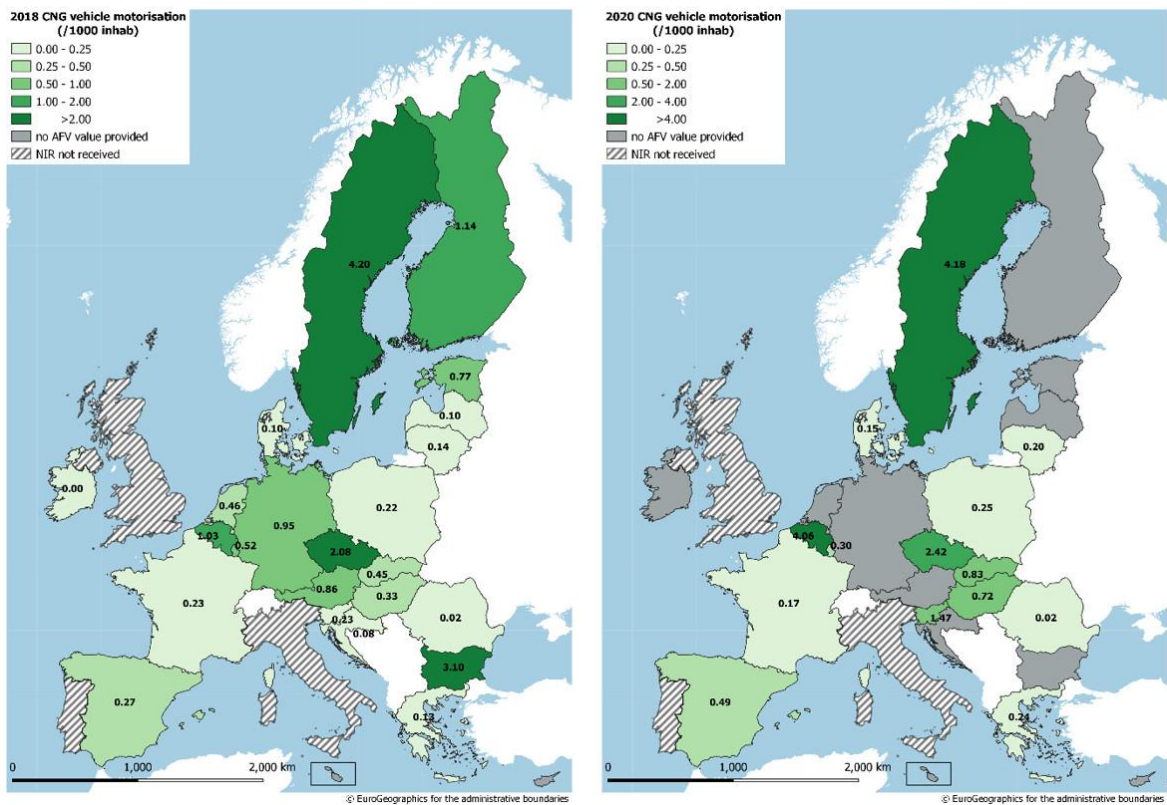 2018 CNG vehicle motorisation
(/1000 inhab)
0.00 - 0.25
0.25 - 0.50
0.50 - 1.00
1.00 - 2.00
>2.00
no AFV value provided
NIR not received
1.14
4.20
0.77
0.10
0.10
0.14
0.00
0.46
0.22
0.95
1.03
0.52
2.08
0.45
0.86
0.33
0.23
0.23
0.02
0.08
3.10
0.27
0.13
0
1,000
2,000 km
© EuroGeographics for the administrative boundaries
2020 CNG vehicle motorisation
(/1000 inhab)
0.00 - 0.25
0.25 - 0.50
0.50 - 2.00
2.00 - 4.00
>4.00
no AFV value provided
NIR not received
4.18
0.15
0.20
0.25
4.06
0.30
2.42
0.83
0.72
0.17
1.47
0.02
0.49
0.24
0
1,000
2,000 km
© EuroGeographics for the administrative boundaries